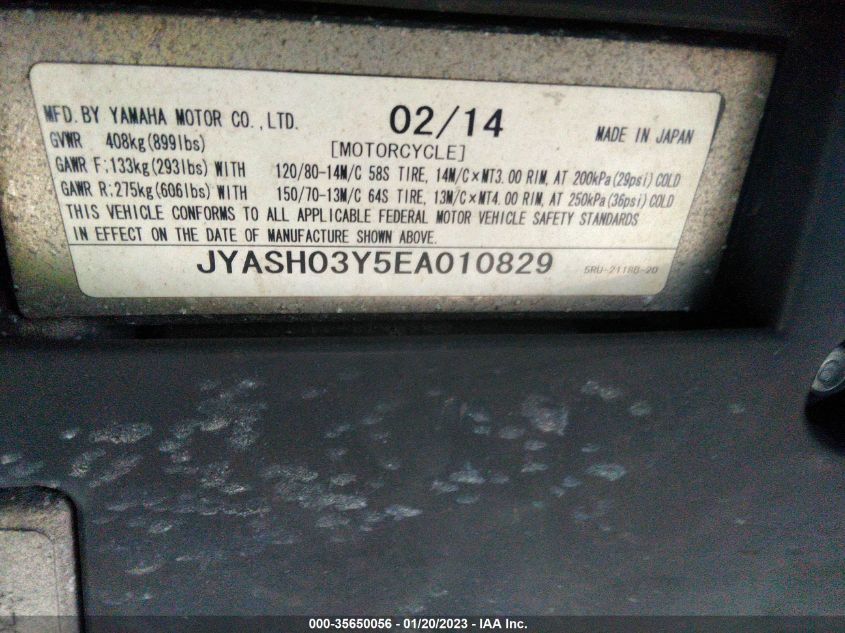 MFD. BY YAMAHA MOTOR CO., LTD. 02/14 MADE IN JAPAN
GVWR 408kg(899lbs) [MOTORCYCLE]
GAWR F;133kg(293lbs) WITH 120/80-14M/C 58S TIRE, 14M/C×MT3.00 RIM, AT 200kPa(29psi)COLD
GAWR R;275kg(606lbs) WITH 150/70-13M/C 64S TIRE, 13M/C×MT4.00 RIM, AT 250kPa(36psi)COLD
THIS VEHICLE CONFORMS TO ALL APPLICABLE FEDERAL MOTOR VEHICLE SAFETY STANDARDS
IN EFFECT ON THE DATE OF MANUFACTURE SHOWN ABOVE.
JYASH03Y5EA010829 5RU-2118B-20
000-35650056 - 01/20/2023 - IAA Inc.